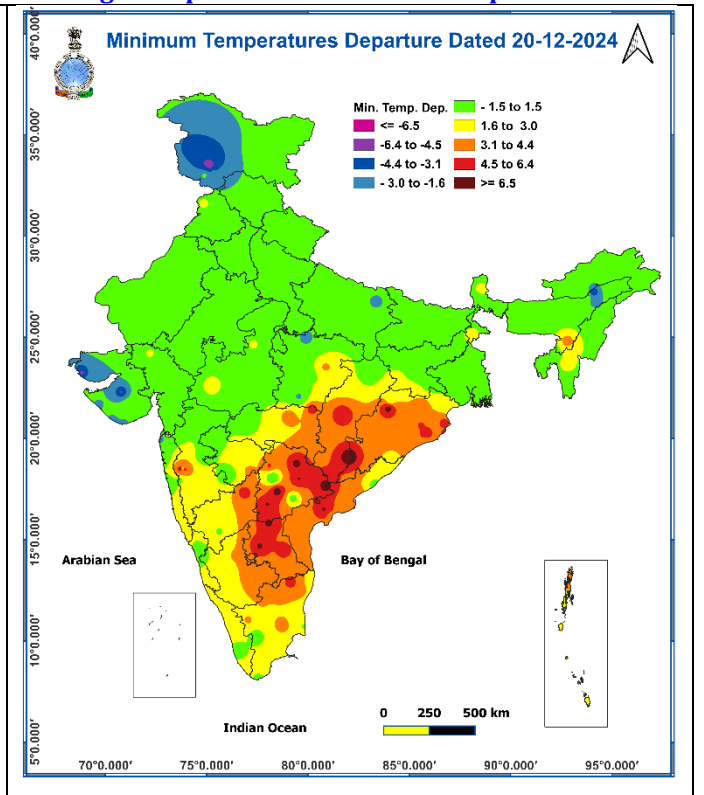 Minimum Temperatures Departure Dated 20-12-2024
Min. Temp. Dep.
<= -6.5
-6.4 to -4.5
-4.4 to -3.1
- 3.0 to -1.6
- 1.5 to 1.5
1.6 to 3.0
3.1 to 4.4
4.5 to 6.4
>= 6.5
40°0.000'
35°0.000'
30°0.000'
25°0.000'
20°0.000'
15°0.000'
10°0.000'
5°0.000'
Arabian Sea
Bay of Bengal
Indian Ocean
0 250 500 km
70°0.000' 75°0.000' 80°0.000' 85°0.000' 90°0.000' 95°0.000'